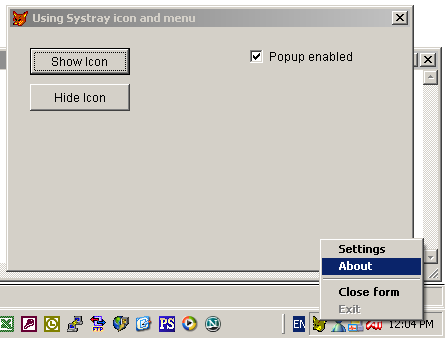 Using Systray icon and menu
Show Icon
Popup enabled
Hide Icon
Settings
About
Close form
Exit
FTP
PS
N
EN
12:04 PM